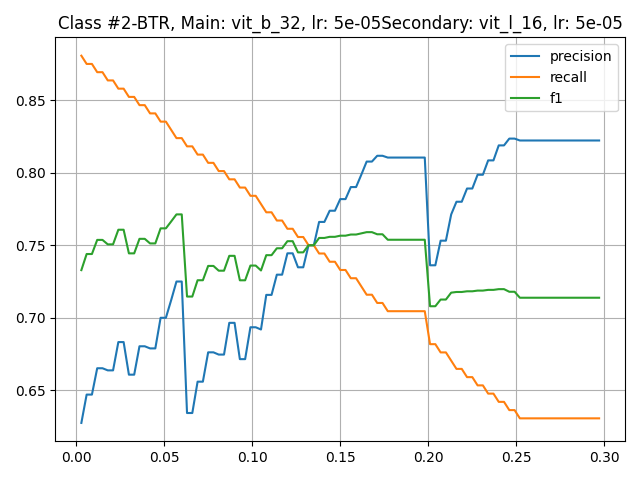 Class #2-BTR, Main: vit_b_32, lr: 5e-05Secondary: vit_l_16, lr: 5e-05
precision
recall
f1
0.85
0.80
0.75
0.70
0.65
0.00 0.05 0.10 0.15 0.20 0.25 0.30